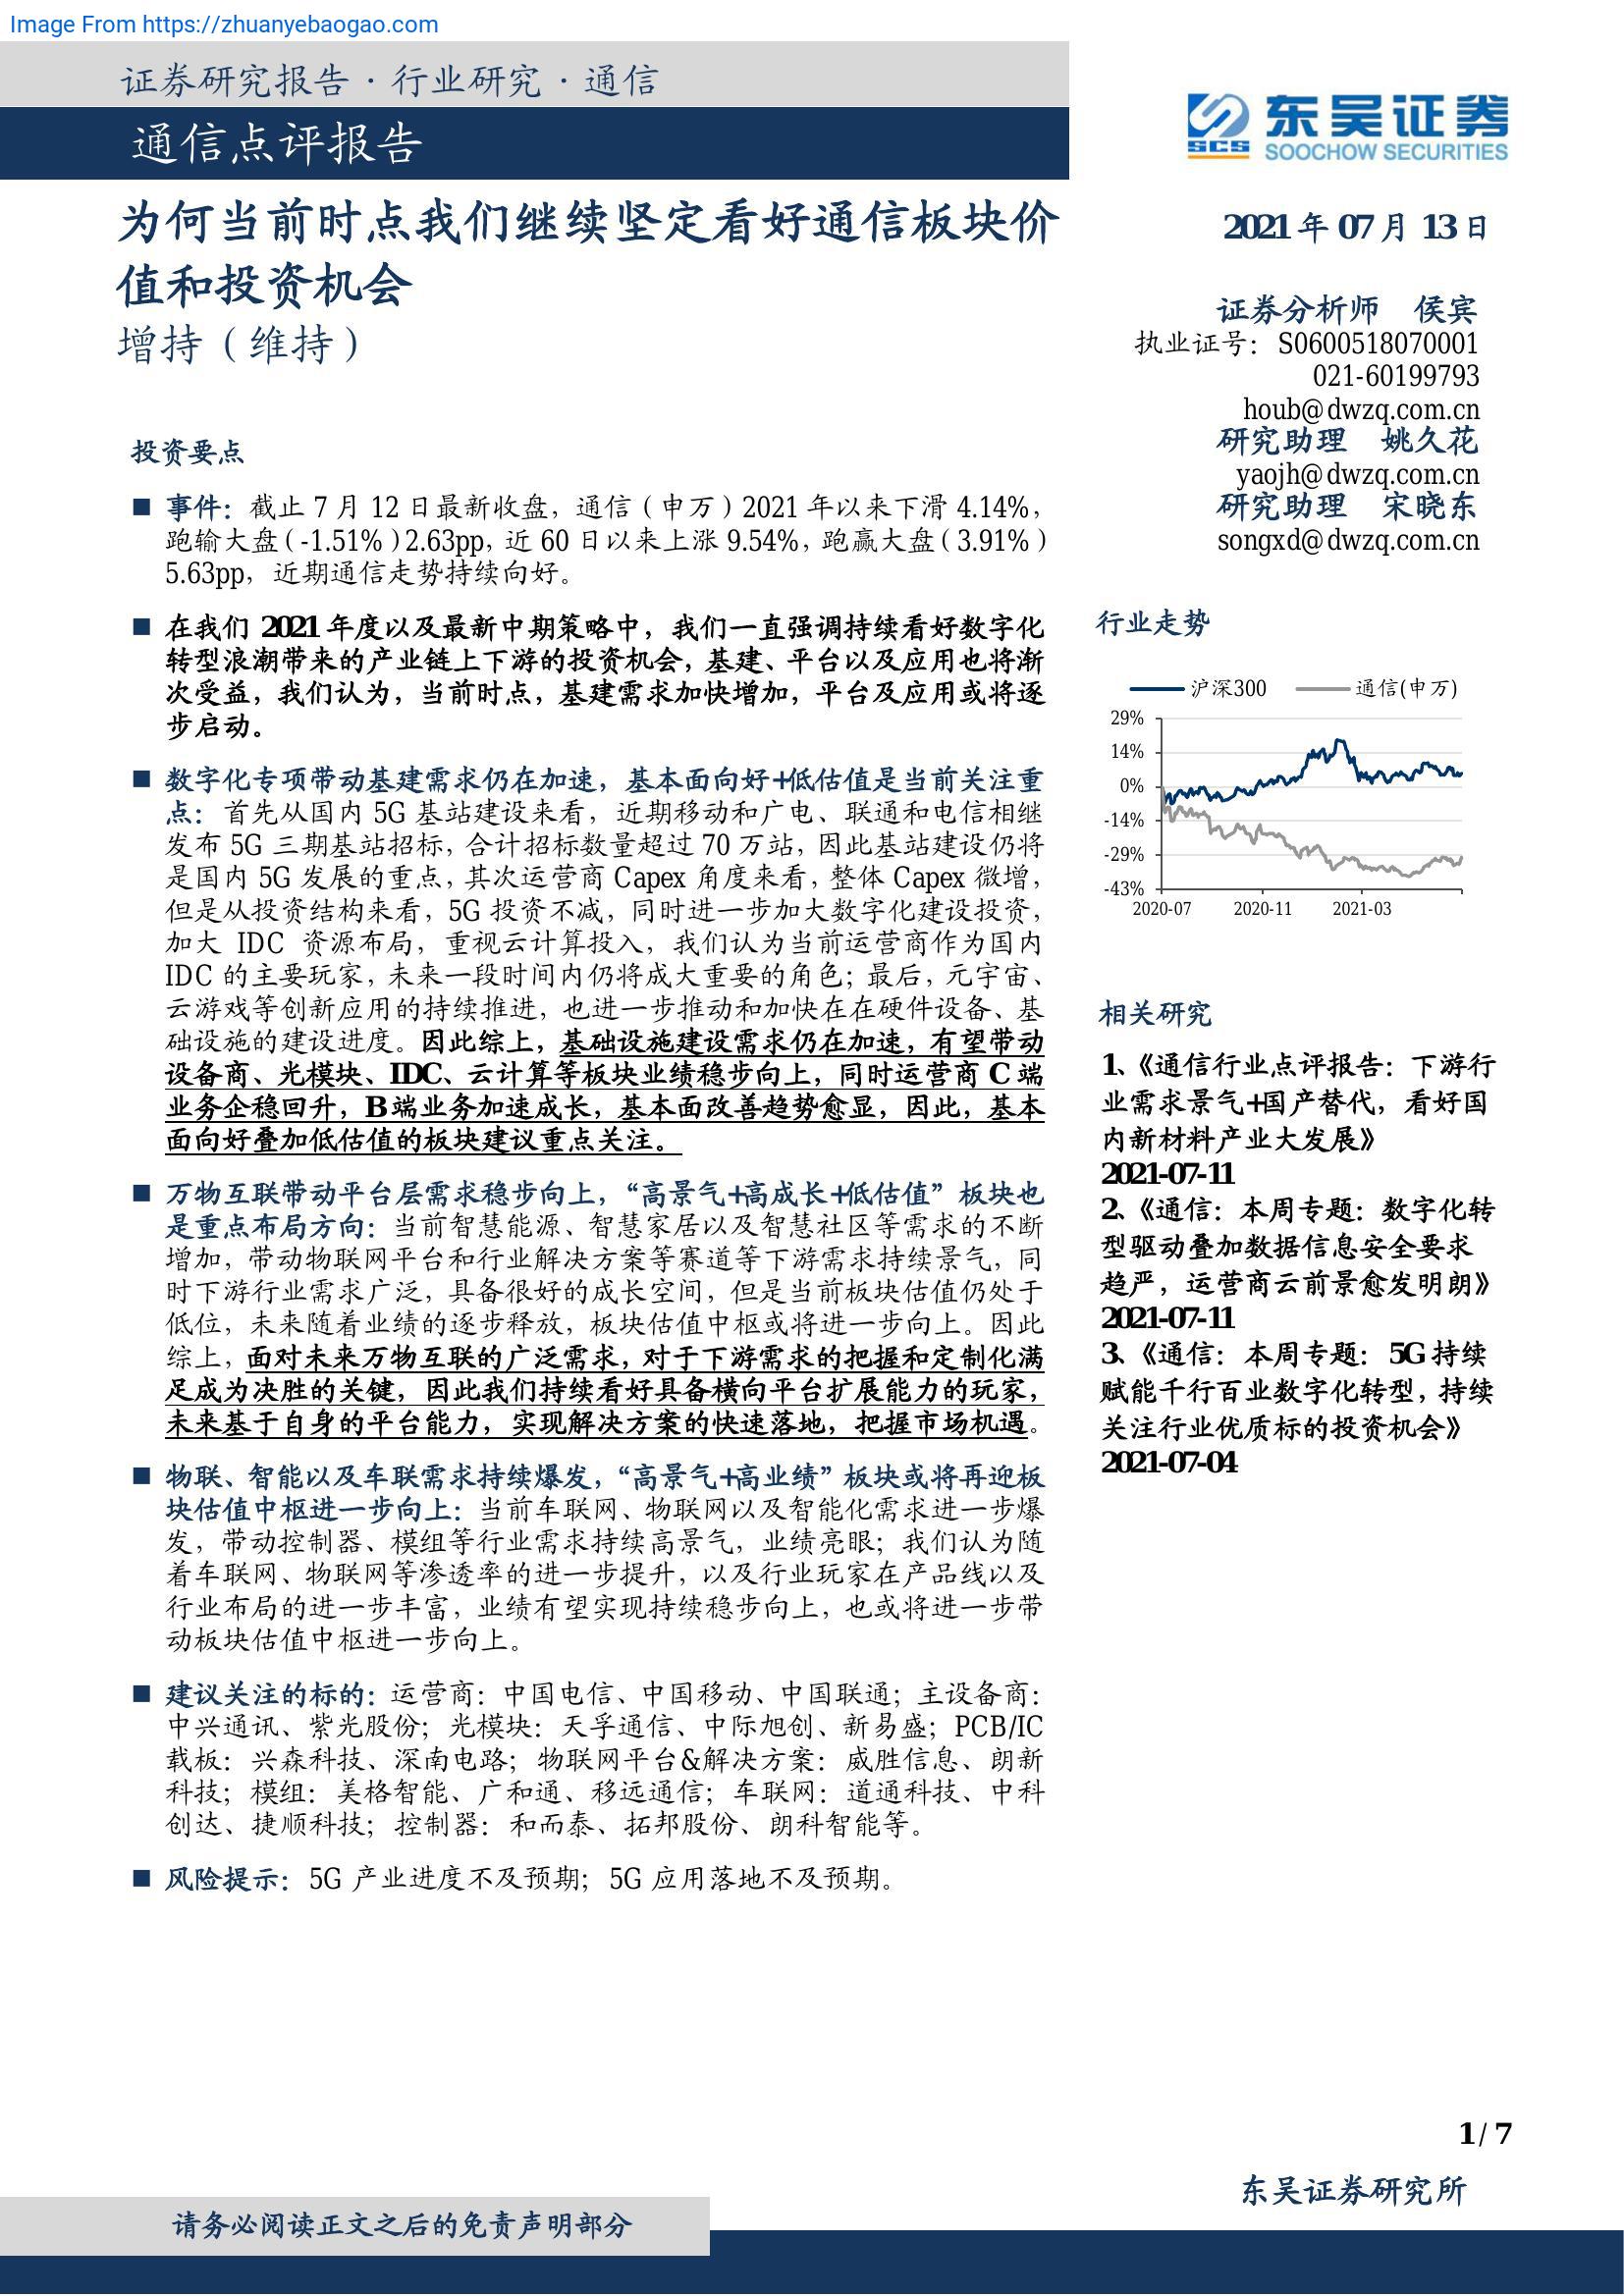 Image From https://zhuanyebaogao.com
证券研究报告·行业研究·通信
通信点评报告
东吴证券
SCS
SOOCHOW SECURITIES
为何当前时点我们继续坚定看好通信板块价
值和投资机会
增持（维持）
投资要点
■ 事件：截止 7 月 12 日最新收盘，通信（申万）2021 年以来下滑 4.14%，
跑输大盘（-1.51%）2.63pp，近 60 日以来上涨 9.54%，跑赢大盘（3.91%）
5.63pp，近期通信走势持续向好。
■ 在我们 2021 年度以及最新中期策略中，我们一直强调持续看好数字化
转型浪潮带来的产业链上下游的投资机会，基建、平台以及应用也将渐
次受益，我们认为，当前时点，基建需求加快增加，平台及应用或将逐
步启动。
■ 数字化专项带动基建需求仍在加速，基本面向好+低估值是当前关注重
点：首先从国内 5G 基站建设来看，近期移动和广电、联通和电信相继
发布 5G 三期基站招标，合计招标数量超过 70 万站，因此基站建设仍将
是国内 5G 发展的重点，其次运营商 Capex 角度来看，整体 Capex 微增，
但是从投资结构来看，5G 投资不减，同时进一步加大数字化建设投资，
加大 IDC 资源布局，重视云计算投入，我们认为当前运营商作为国内
IDC 的主要玩家，未来一段时间内仍将成大重要的角色；最后，元宇宙、
云游戏等创新应用的持续推进，也进一步推动和加快在在硬件设备、基
础设施的建设进度。因此综上，基础设施建设需求仍在加速，有望带动
设备商、光模块、IDC、云计算等板块业绩稳步向上，同时运营商 C 端
业务企稳回升，B 端业务加速成长，基本面改善趋势愈显，因此，基本
面向好叠加低估值的板块建议重点关注。
■ 万物互联带动平台层需求稳步向上，“高景气+高成长+低估值”板块也
是重点布局方向：当前智慧能源、智慧家居以及智慧社区等需求的不断
增加，带动物联网平台和行业解决方案等赛道等下游需求持续景气，同
时下游行业需求广泛，具备很好的成长空间，但是当前板块估值仍处于
低位，未来随着业绩的逐步释放，板块估值中枢或将进一步向上。因此
综上，面对未来万物互联的广泛需求，对于下游需求的把握和定制化满
足成为决胜的关键，因此我们持续看好具备横向平台扩展能力的玩家，
未来基于自身的平台能力，实现解决方案的快速落地，把握市场机遇。
■ 物联、智能以及车联需求持续爆发，“高景气+高业绩”板块或将再迎板
块估值中枢进一步向上：当前车联网、物联网以及智能化需求进一步爆
发，带动控制器、模组等行业需求持续高景气，业绩亮眼；我们认为随
着车联网、物联网等渗透率的进一步提升，以及行业玩家在产品线以及
行业布局的进一步丰富，业绩有望实现持续稳步向上，也或将进一步带
动板块估值中枢进一步向上。
■ 建议关注的标的：运营商：中国电信、中国移动、中国联通；主设备商：
中兴通讯、紫光股份；光模块：天孚通信、中际旭创、新易盛；PCB/IC
载板：兴森科技、深南电路；物联网平台&解决方案：威胜信息、朗新
科技；模组：美格智能、广和通、移远通信；车联网：道通科技、中科
创达、捷顺科技；控制器：和而泰、拓邦股份、朗科智能等。
■ 风险提示：5G 产业进度不及预期；5G 应用落地不及预期。
2021 年 07 月 13 日
证券分析师 侯宾
执业证号：S0600518070001
021-60199793
houb@dwzq.com.cn
研究助理 姚久花
yaojh@dwzq.com.cn
研究助理 宋晓东
songxd@dwzq.com.cn
行业走势
沪深300 通信(申万)
29%
14%
0%
-14%
-29%
-43%
2020-07 2020-11 2021-03
相关研究
1、《通信行业点评报告：下游行
业需求景气+国产替代，看好国
内新材料产业大发展》
2021-07-11
2、《通信：本周专题：数字化转
型驱动叠加数据信息安全要求
趋严，运营商云前景愈发明朗》
2021-07-11
3、《通信：本周专题：5G 持续
赋能千行百业数字化转型，持续
关注行业优质标的投资机会》
2021-07-04
1 / 7
东吴证券研究所
请务必阅读正文之后的免责声明部分